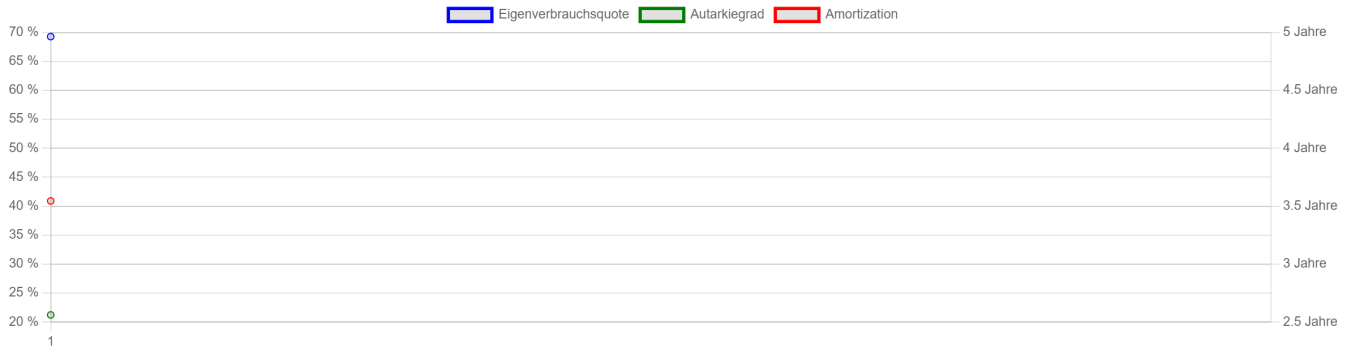 Eigenverbrauchsquote Autarkiegrad Amortization
70 % 5 Jahre
65 %
60 % 4.5 Jahre
55 %
50 % 4 Jahre
45 %
40 % 3.5 Jahre
35 %
30 % 3 Jahre
25 %
20 % 2.5 Jahre
1